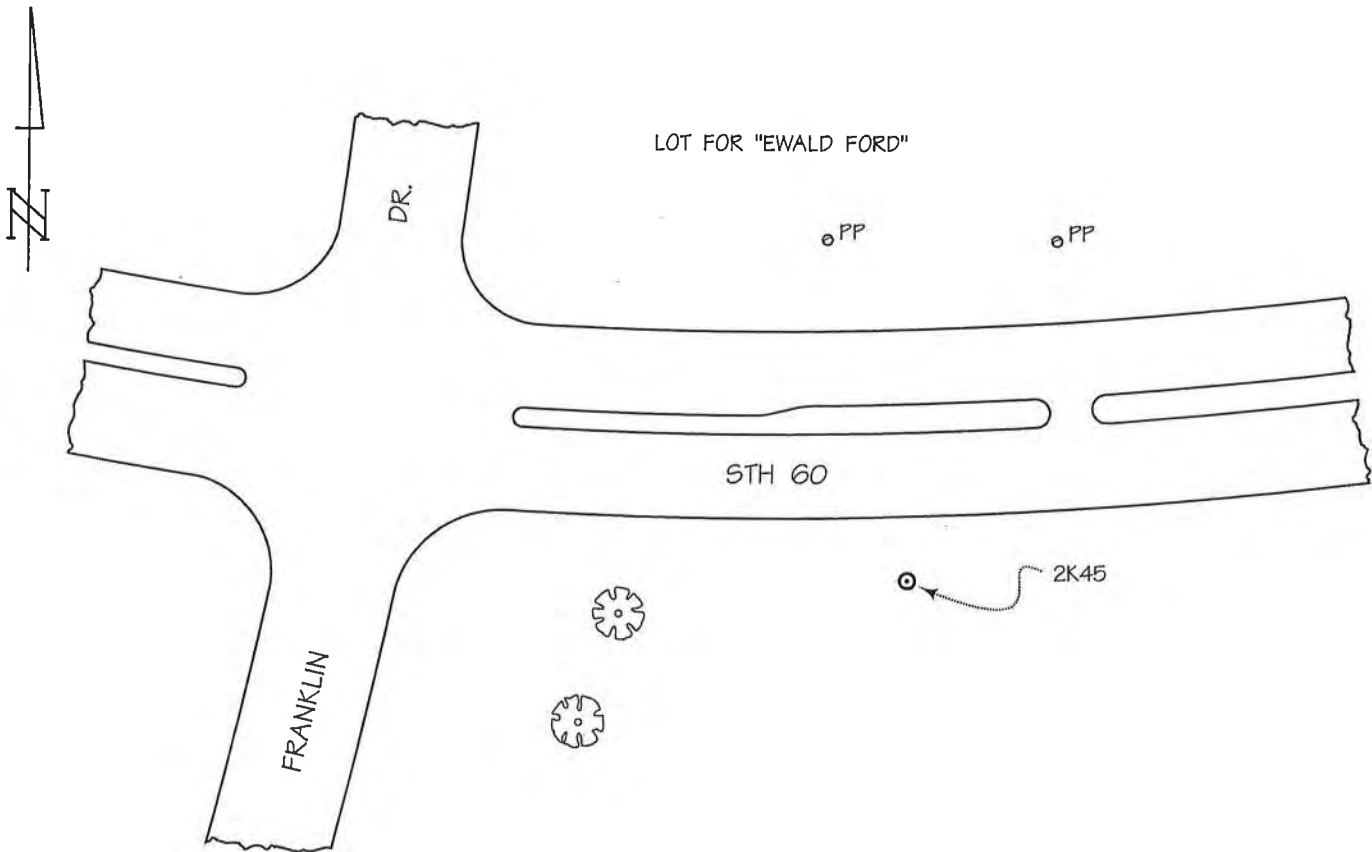 LOT FOR "EWALD FORD"
DR.
PP
PP
N
STH 60
2K45
FRANKLIN